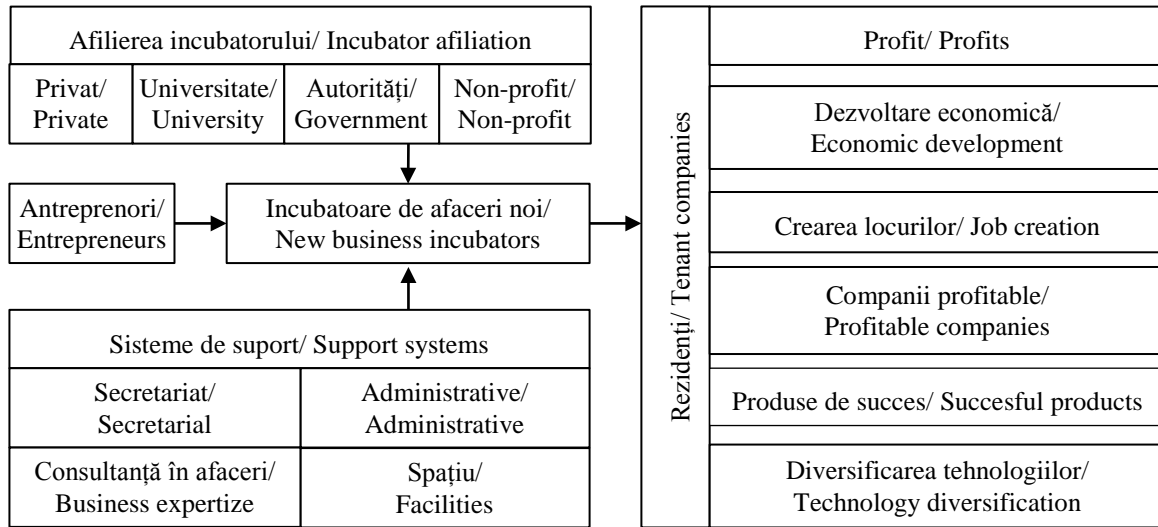 Afilierea incubatorului/ Incubator afiliation
Privat/
Private
Universitate/
University
Autorități/
Government
Non-profit/
Non-profit
Antreprenori/
Entrepreneurs
Incubatoare de afaceri noi/
New business incubators
Sisteme de suport/ Support systems
Secretariat/
Secretarial
Administrative/
Administrative
Consultanță în afaceri/
Business expertize
Spațiu/
Facilities
Rezidenți/ Tenant companies
Profit/ Profits
Dezvoltare economică/
Economic development
Crearea locurilor/ Job creation
Companii profitable/
Profitable companies
Produse de succes/ Succesful products
Diversificarea tehnologiilor/
Technology diversification